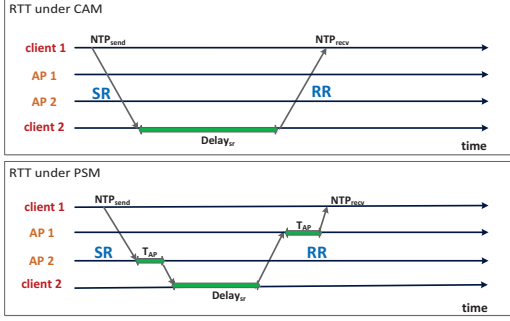 RTT under CAM
client 1 NTPsend NTPrecv
AP 1
AP 2 SR RR
client 2
Delaysr
time
RTT under PSM
client 1 NTPsend NTPrecv
AP 1 TAP
SR TAP RR
AP 2
client 2
Delaysr
time